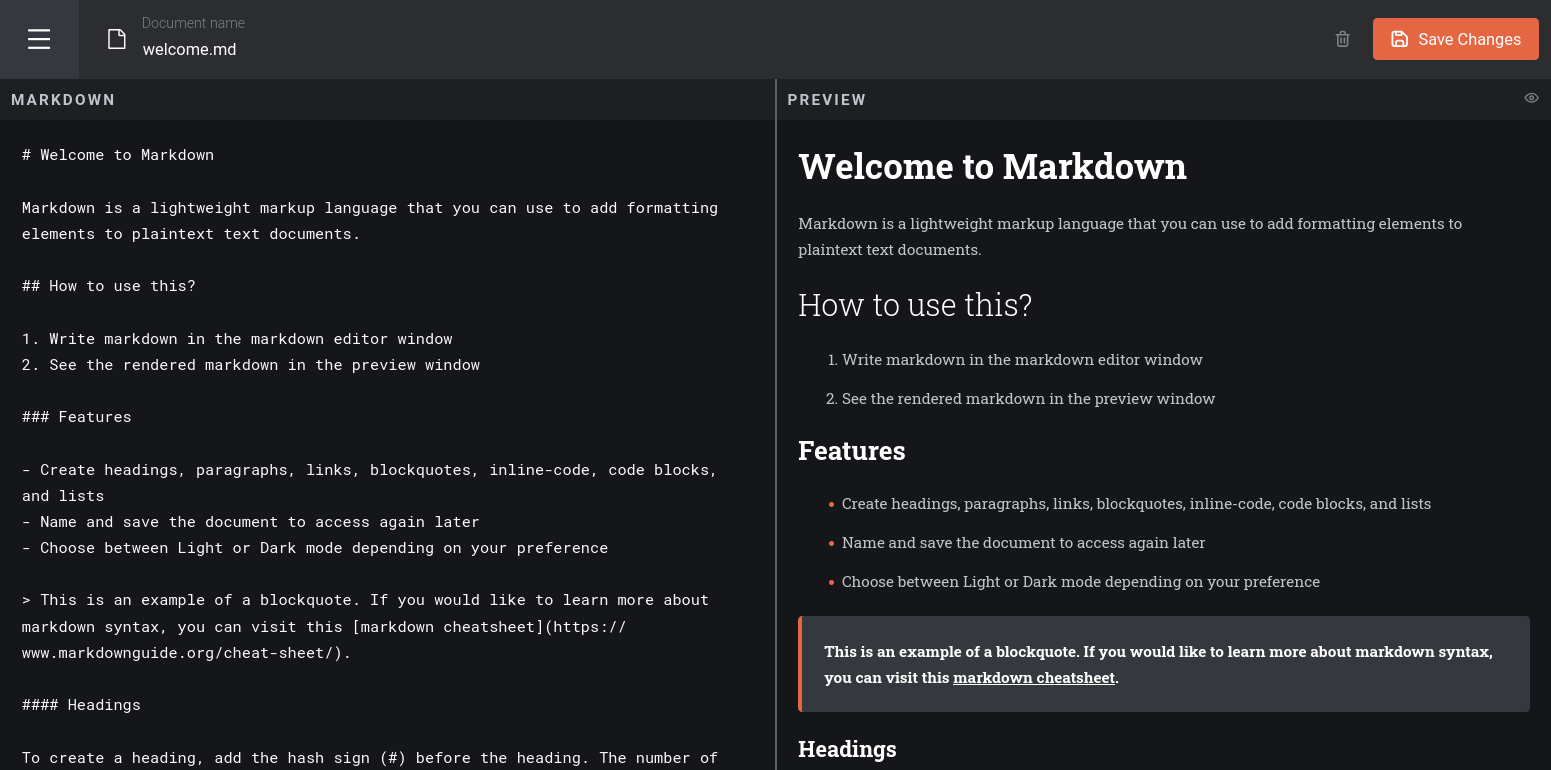 Document name
welcome.md
Save Changes
MARKDOWN
# Welcome to Markdown
Markdown is a lightweight markup language that you can use to add formatting
elements to plaintext text documents.
## How to use this?
1. Write markdown in the markdown editor window
2. See the rendered markdown in the preview window
### Features
- Create headings, paragraphs, links, blockquotes, inline-code, code blocks,
and lists
- Name and save the document to access again later
- Choose between Light or Dark mode depending on your preference
> This is an example of a blockquote. If you would like to learn more about
markdown syntax, you can visit this [markdown cheatsheet](https://
www.markdownguide.org/cheat-sheet/).
#### Headings
To create a heading, add the hash sign (#) before the heading. The number of
PREVIEW
Welcome to Markdown
Markdown is a lightweight markup language that you can use to add formatting elements to
plaintext text documents.
How to use this?
1. Write markdown in the markdown editor window
2. See the rendered markdown in the preview window
Features
• Create headings, paragraphs, links, blockquotes, inline-code, code blocks, and lists
• Name and save the document to access again later
• Choose between Light or Dark mode depending on your preference
This is an example of a blockquote. If you would like to learn more about markdown syntax,
you can visit this markdown cheatsheet.
Headings